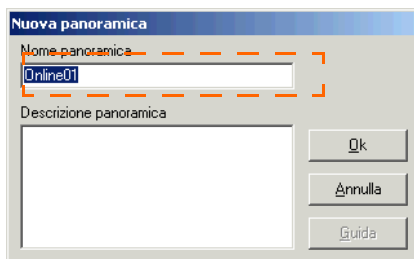 Nuova panoramica
Nome panoramica
Online01
Descrizione panoramica
Ok
Annulla
Guida